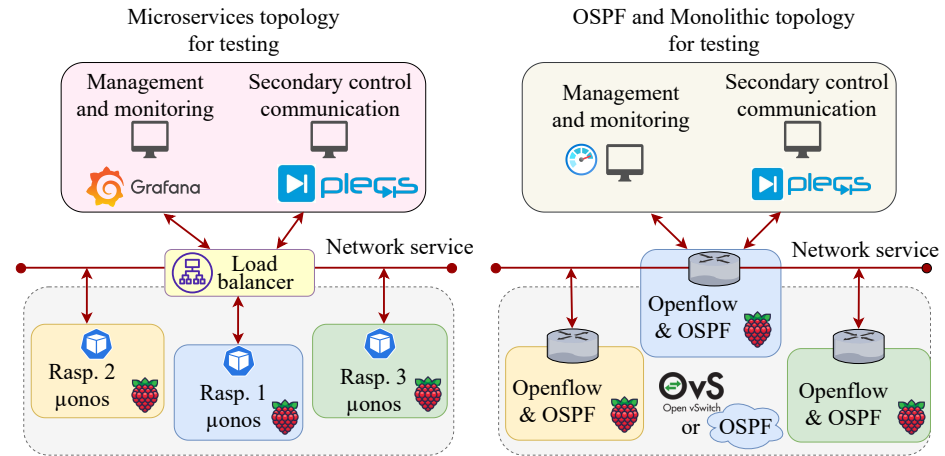 Microservices topology
for testing
Management
and monitoring
Secondary control
communication
Grafana
plecs
Network service
Load
balancer
Rasp. 2
µonos
Rasp. 1
µonos
Rasp. 3
µonos
OSPF and Monolithic topology
for testing
Management
and monitoring
Secondary control
communication
plecs
Network service
Openflow
& OSPF
Openflow
& OSPF
OvS
Open vSwitch
or OSPF
Openflow
& OSPF